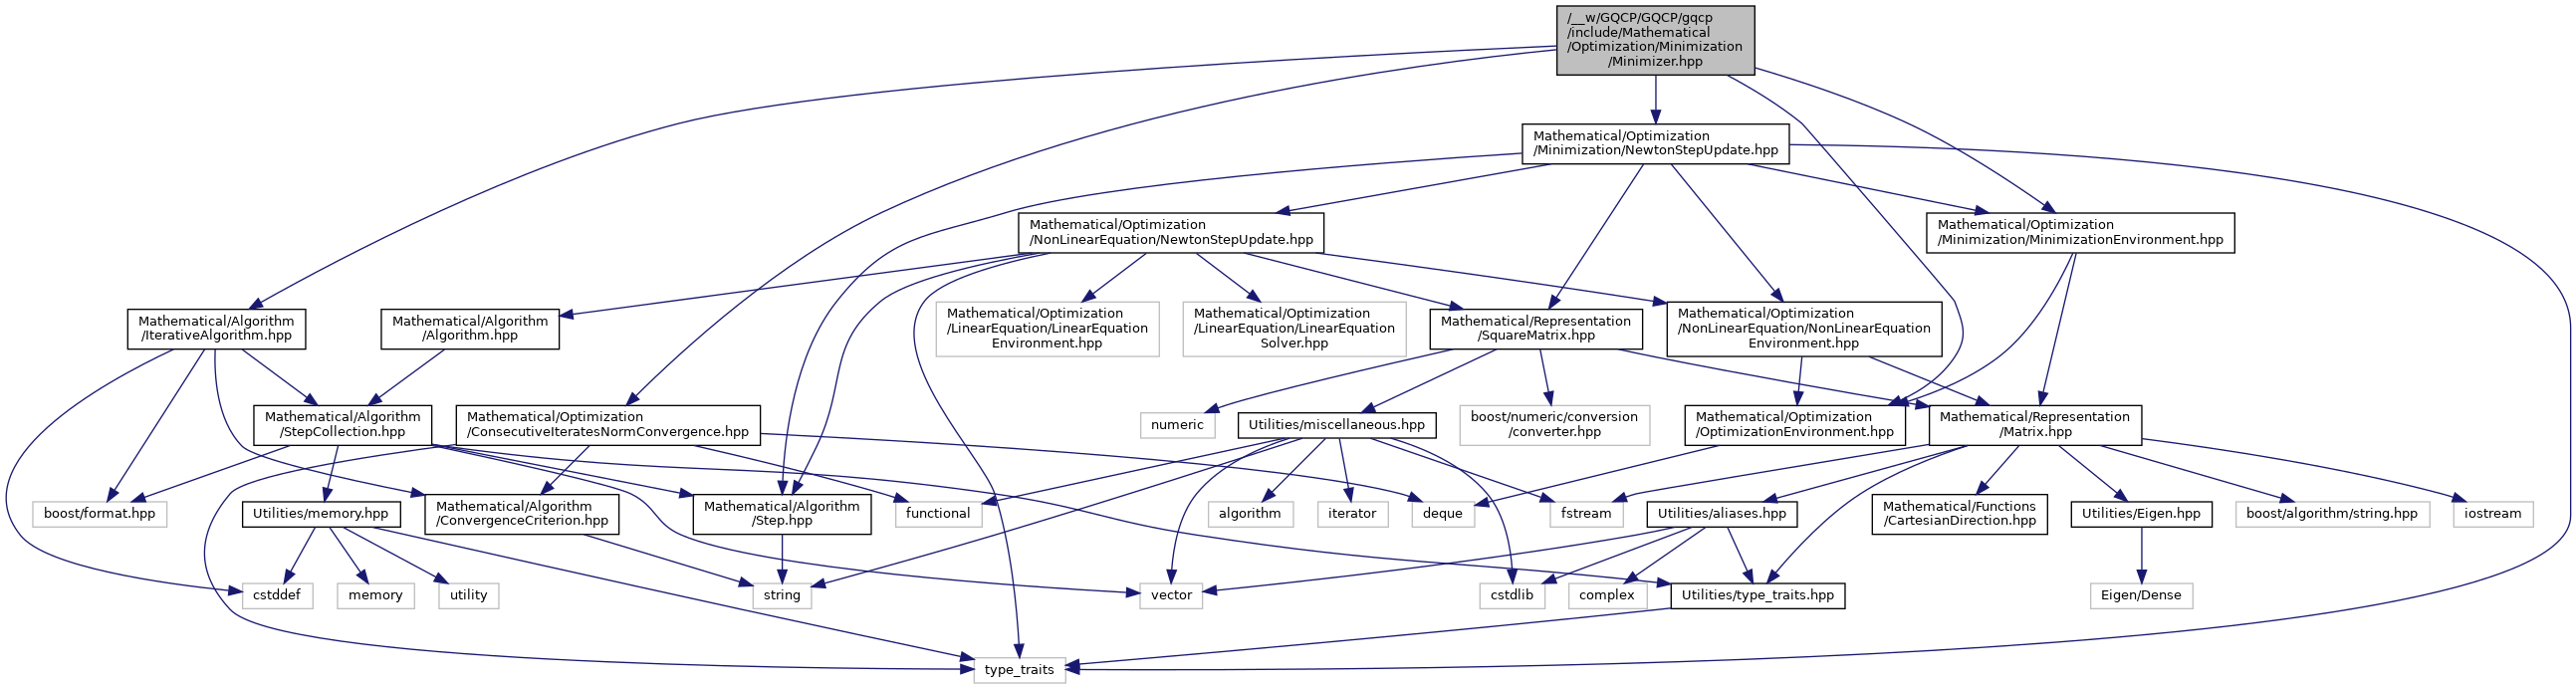 /__w/GQCP/GQCP/gqcp
/include/Mathematical
/Optimization/Minimization
/Minimizer.hpp
Mathematical/Optimization
/Minimization/NewtonStepUpdate.hpp
Mathematical/Optimization
/NonLinearEquation/NewtonStepUpdate.hpp
Mathematical/Optimization
/Minimization/MinimizationEnvironment.hpp
Mathematical/Algorithm
/IterativeAlgorithm.hpp
Mathematical/Algorithm
/Algorithm.hpp
Mathematical/Optimization
/LinearEquation/LinearEquation
Environment.hpp
Mathematical/Optimization
/LinearEquation/LinearEquation
Solver.hpp
Mathematical/Representation
/SquareMatrix.hpp
Mathematical/Optimization
/NonLinearEquation/NonLinearEquation
Environment.hpp
Mathematical/Algorithm
/StepCollection.hpp
Mathematical/Optimization
/ConsecutiveIteratesNormConvergence.hpp
numeric
Utilities/miscellaneous.hpp
boost/numeric/conversion
/converter.hpp
Mathematical/Optimization
/OptimizationEnvironment.hpp
Mathematical/Representation
/Matrix.hpp
boost/format.hpp
Utilities/memory.hpp
Mathematical/Algorithm
/ConvergenceCriterion.hpp
Mathematical/Algorithm
/Step.hpp
functional
algorithm
iterator
deque
fstream
Utilities/aliases.hpp
Mathematical/Functions
/CartesianDirection.hpp
Utilities/Eigen.hpp
boost/algorithm/string.hpp
iostream
cstddef
memory
utility
string
vector
cstdlib
complex
Utilities/type_traits.hpp
Eigen/Dense
type_traits